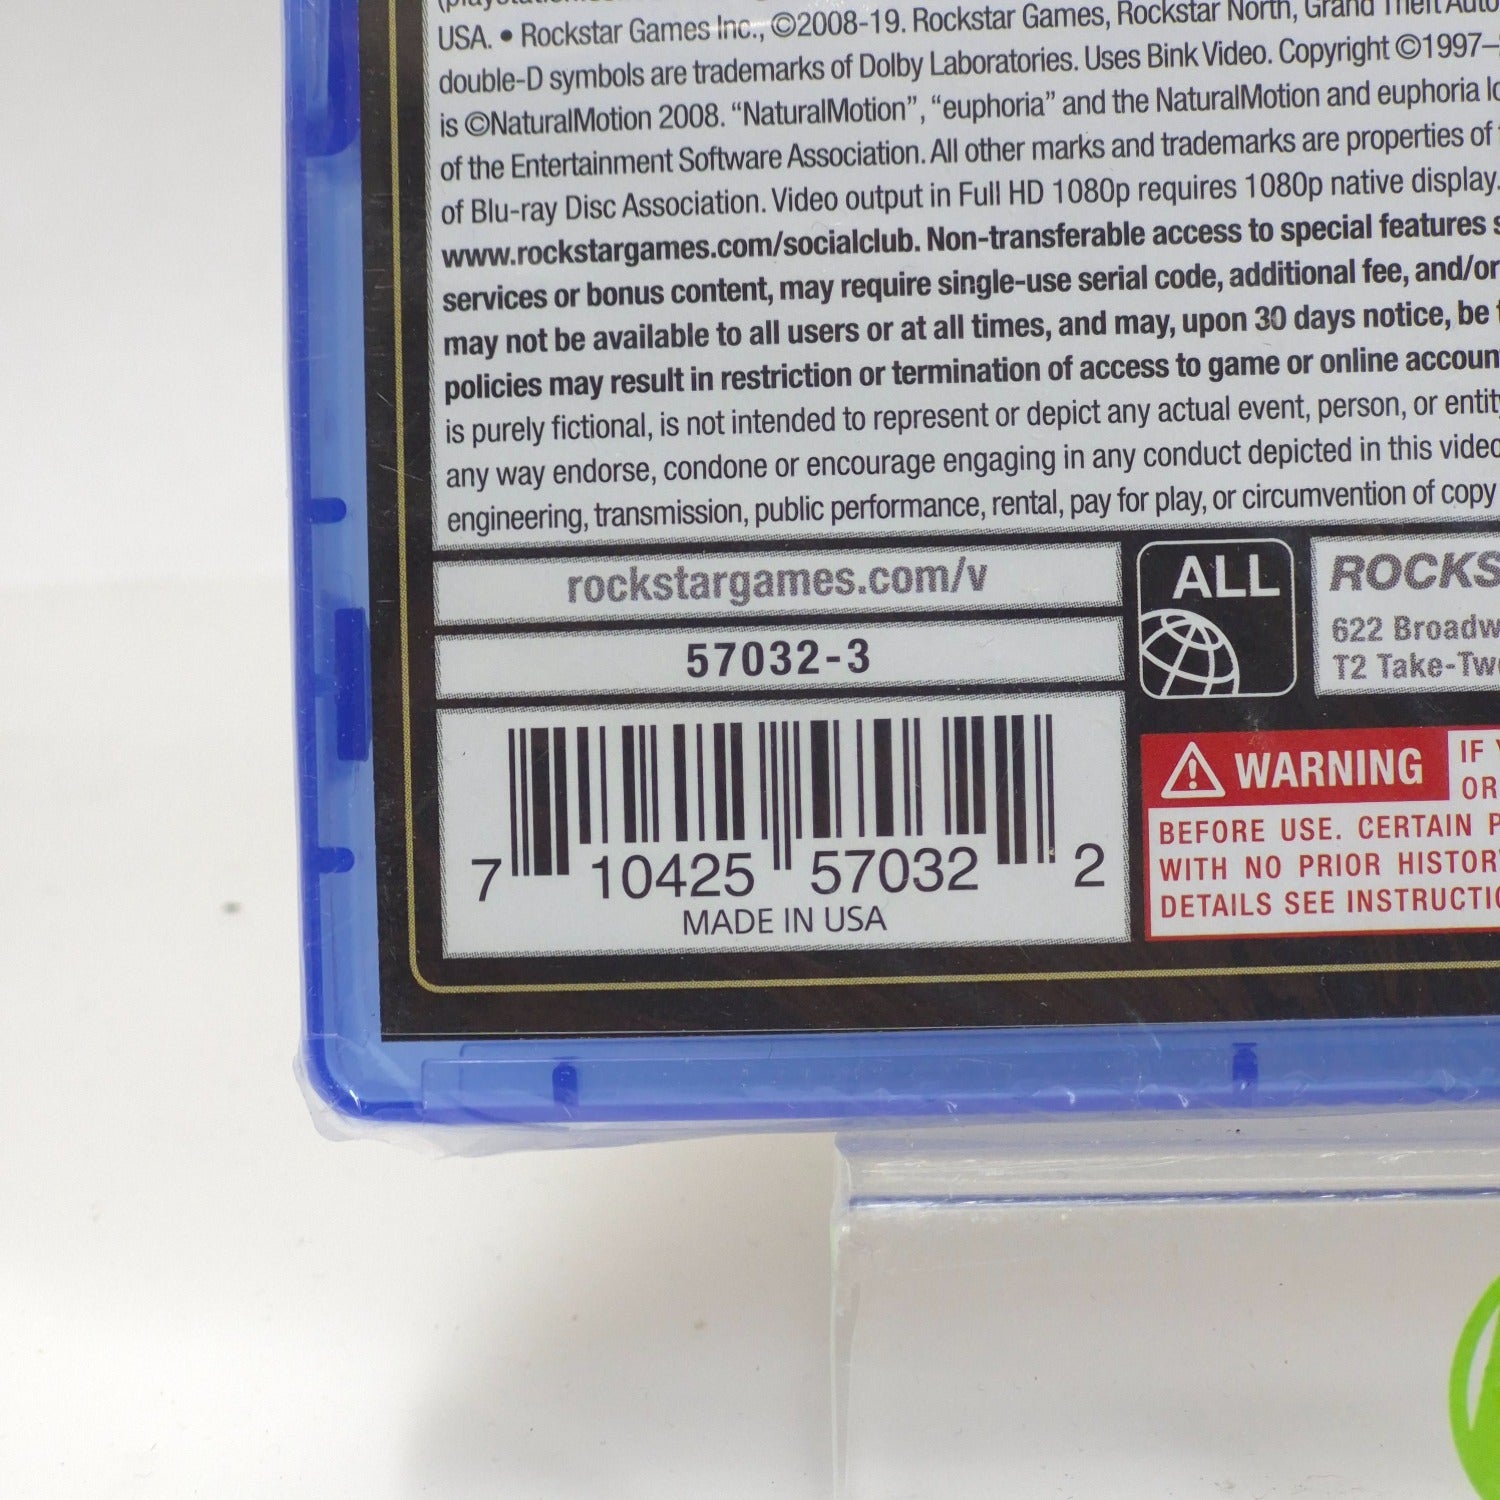 USA. • Rockstar Games Inc., ©2008-19. Rockstar Games, Rockstar North, Grand Theft Auto
double-D symbols are trademarks of Dolby Laboratories. Uses Bink Video. Copyright ©1997–
is ©NaturalMotion 2008. “NaturalMotion”, “euphoria” and the NaturalMotion and euphoria lo
of the Entertainment Software Association. All other marks and trademarks are properties of
of Blu-ray Disc Association. Video output in Full HD 1080p requires 1080p native display.
www.rockstargames.com/socialclub. Non-transferable access to special features s
services or bonus content, may require single-use serial code, additional fee, and/or
may not be available to all users or at all times, and may, upon 30 days notice, be t
policies may result in restriction or termination of access to game or online accoun
is purely fictional, is not intended to represent or depict any actual event, person, or entity
any way endorse, condone or encourage engaging in any conduct depicted in this video
engineering, transmission, public performance, rental, pay for play, or circumvention of copy
rockstargames.com/v
57032-3
7 10425 57032 2
MADE IN USA
ALL
ROCKS
622 Broadw
T2 Take-Two
WARNING
IF
OR
BEFORE USE. CERTAIN P
WITH NO PRIOR HISTOR
DETAILS SEE INSTRUCTIO